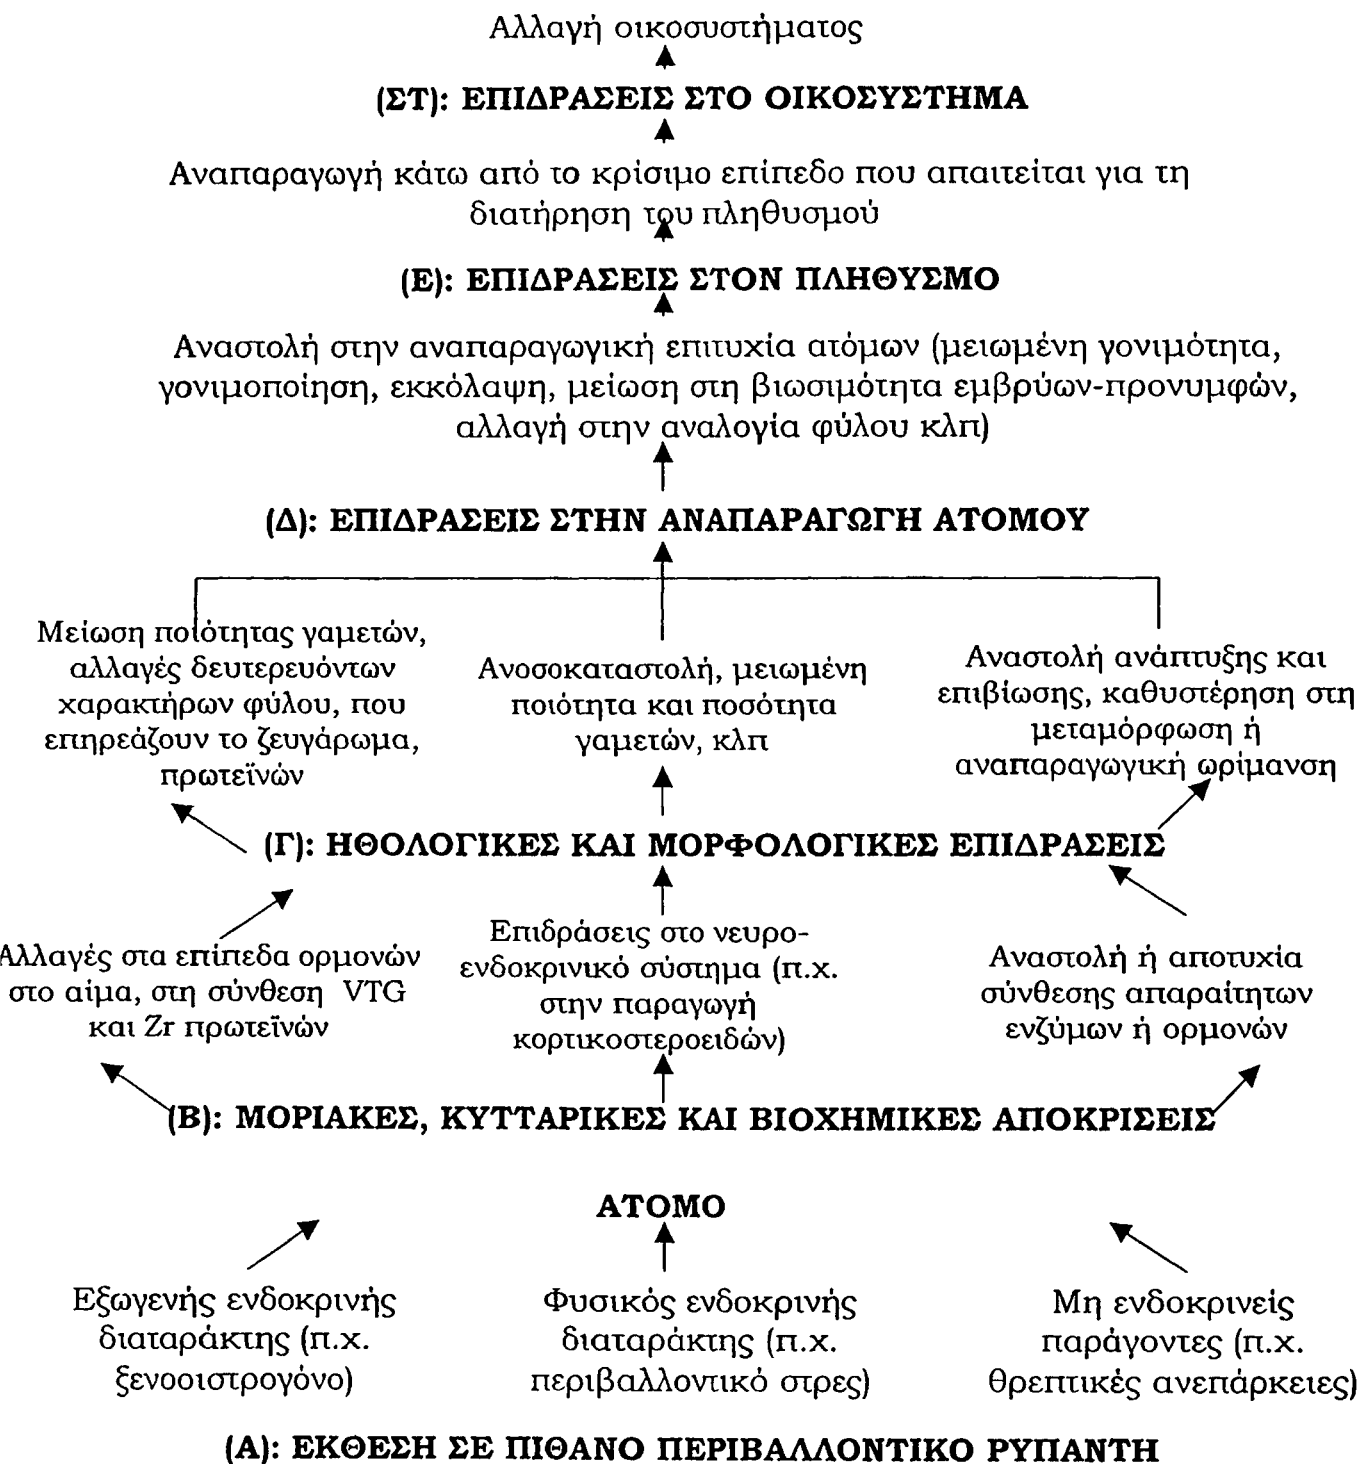 Αλλαγή οικοσυστήματος
(ΣΤ): ΕΠΙΔΡΑΣΕΙΣ ΣΤΟ ΟΙΚΟΣΥΣΤΗΜΑ
Αναπαραγωγή κάτω από το κρίσιμο επίπεδο που απαιτείται για τη
διατήρηση του πληθυσμού
(Ε): ΕΠΙΔΡΑΣΕΙΣ ΣΤΟΝ ΠΛΗΘΥΣΜΟ
Αναστολή στην αναπαραγωγική επιτυχία ατόμων (μειωμένη γονιμότητα,
γονιμοποίηση, εκκόλαψη, μείωση στη βιωσιμότητα εμβρύων-προνυμφών,
αλλαγή στην αναλογία φύλου κλπ)
(Δ): ΕΠΙΔΡΑΣΕΙΣ ΣΤΗΝ ΑΝΑΠΑΡΑΓΩΓΗ ΑΤΟΜΟΥ
Μείωση ποιότητας γαμετών,
αλλαγές δευτερευόντων
χαρακτήρων φύλου, που
επηρεάζουν το ζευγάρωμα,
πρωτεϊνών
Ανοσοκαταστολή, μειωμένη
ποιότητα και ποσότητα
γαμετών, κλπ
Αναστολή ανάπτυξης και
επιβίωσης, καθυστέρηση στη
μεταμόρφωση ή
αναπαραγωγική ωρίμανση
(Γ): ΗΘΟΛΟΓΙΚΕΣ ΚΑΙ ΜΟΡΦΟΛΟΓΙΚΕΣ ΕΠΙΔΡΑΣΕΙΣ
Αλλαγές στα επίπεδα ορμονών
στο αίμα, στη σύνθεση VTG
και Zr πρωτεϊνών
Επιδράσεις στο νευρο-
ενδοκρινικό σύστημα (π.χ.
στην παραγωγή
κορτικοστεροειδών)
Αναστολή ή αποτυχία
σύνθεσης απαραίτητων
ενζύμων ή ορμονών
(Β): ΜΟΡΙΑΚΕΣ, ΚΥΤΤΑΡΙΚΕΣ ΚΑΙ ΒΙΟΧΗΜΙΚΕΣ ΑΠΟΚΡΙΣΕΙΣ
ΑΤΟΜΟ
Εξωγενής ενδοκρινής
διαταράκτης (π.χ.
ξενοοιστρογόνο)
Φυσικός ενδοκρινής
διαταράκτης (π.χ.
περιβαλλοντικό στρες)
Μη ενδοκρινείς
παράγοντες (π.χ.
θρεπτικές ανεπάρκειες)
(Α): ΕΚΘΕΣΗ ΣΕ ΠΙΘΑΝΟ ΠΕΡΙΒΑΛΛΟΝΤΙΚΟ ΡΥΠΑΝΤΗ